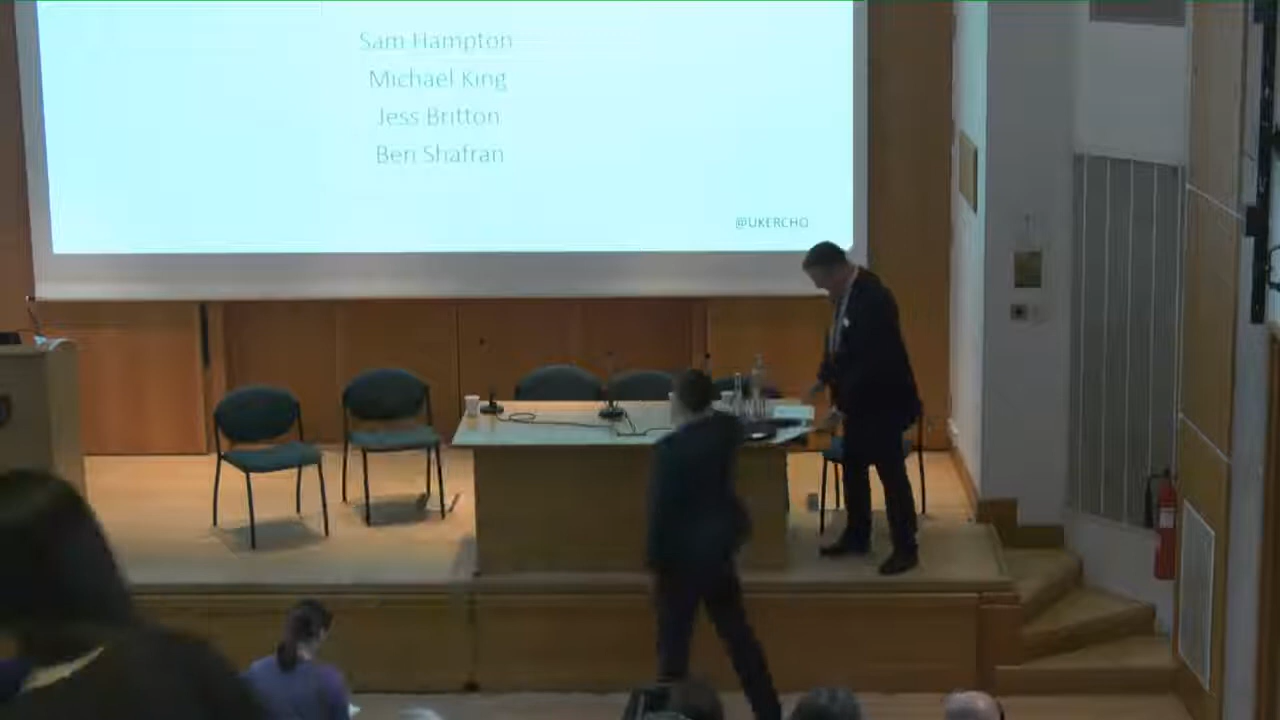 Sam Hampton
Michael King
Jess Britton
Ben Shafran
@UKERCHQ